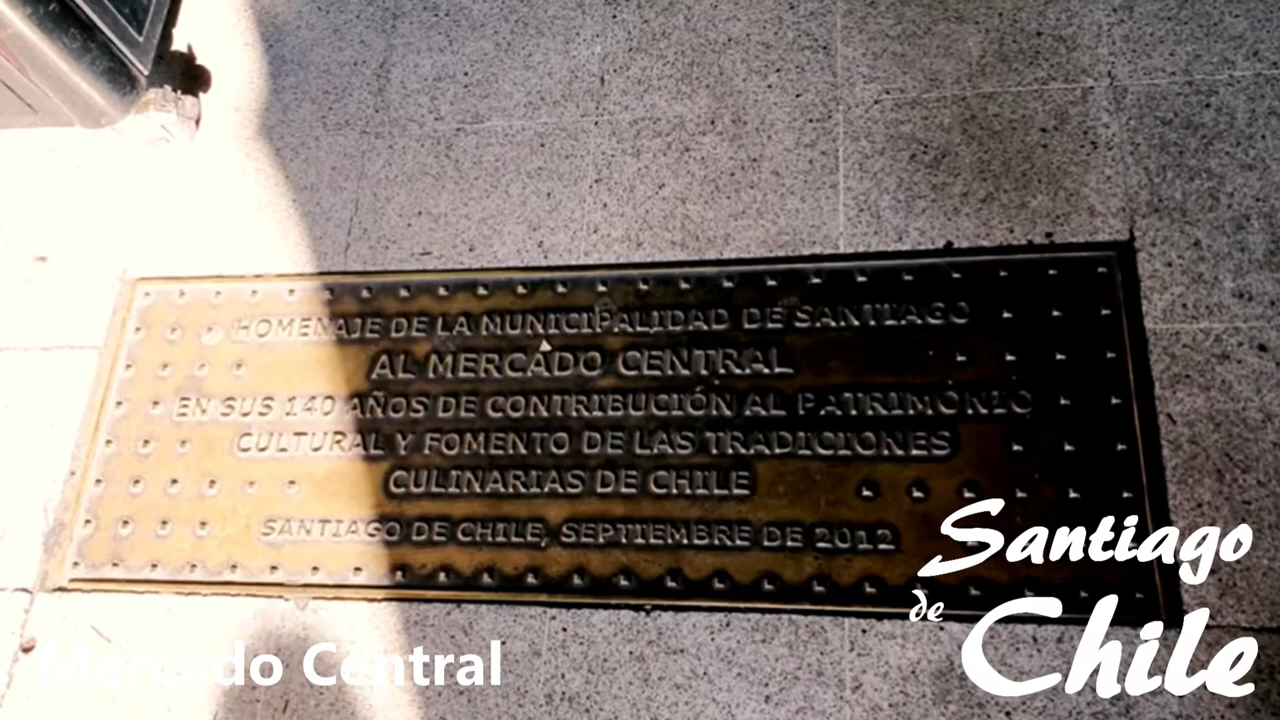 HOMENAJE DE LA MUNICIPALIDAD DE SANTIAGO
AL MERCADO CENTRAL
EN SUS 140 AÑOS DE CONTRIBUCIÓN AL PATRIMONIO
CULTURAL Y FOMENTO DE LAS TRADICIONES
CULINARIAS DE CHILE
SANTIAGO DE CHILE, SEPTIEMBRE DE 2012
Santiago
de
Chile
Mercado Central